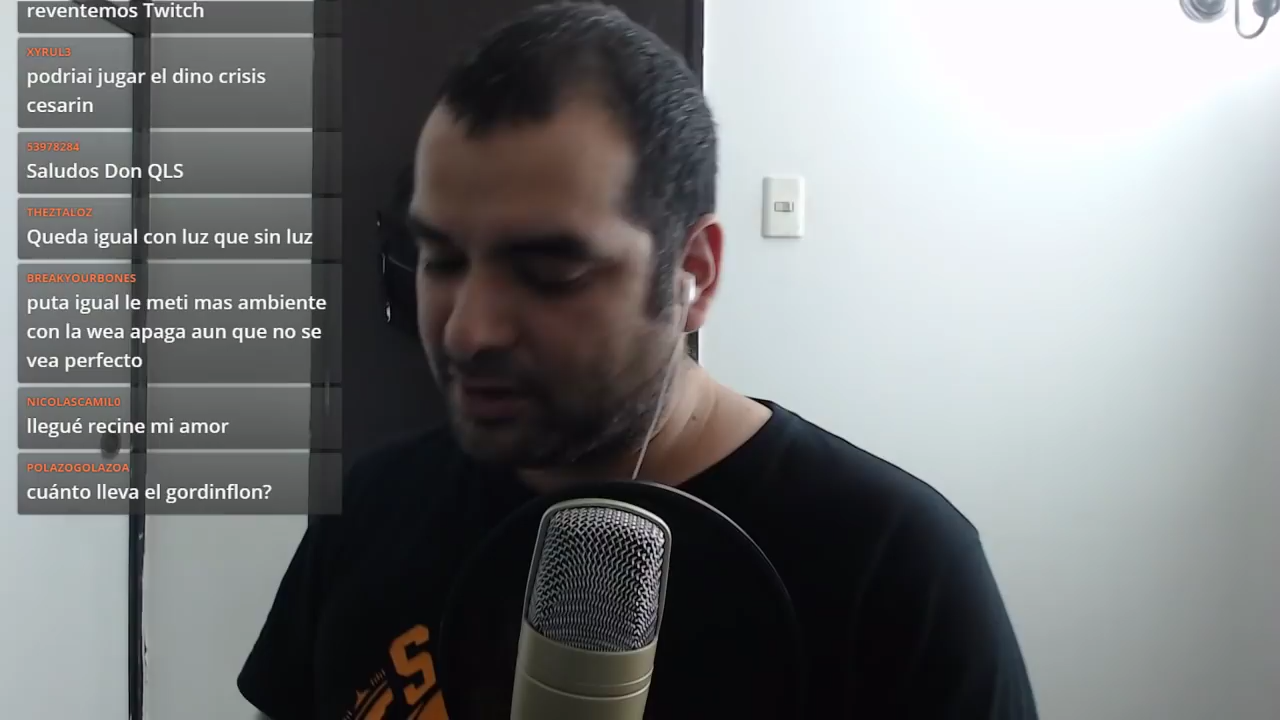 reventemos Twitch
XYRUL3
podriai jugar el dino crisis
cesarin
53978284
Saludos Don QLS
THEZTALOZ
Queda igual con luz que sin luz
BREAKYOURBONES
puta igual le meti mas ambiente
con la wea apaga aun que no se
vea perfecto
NICOLASCAMIL0
llegué recine mi amor
POLAZOGOLAZOA
cuánto lleva el gordinflon?
S